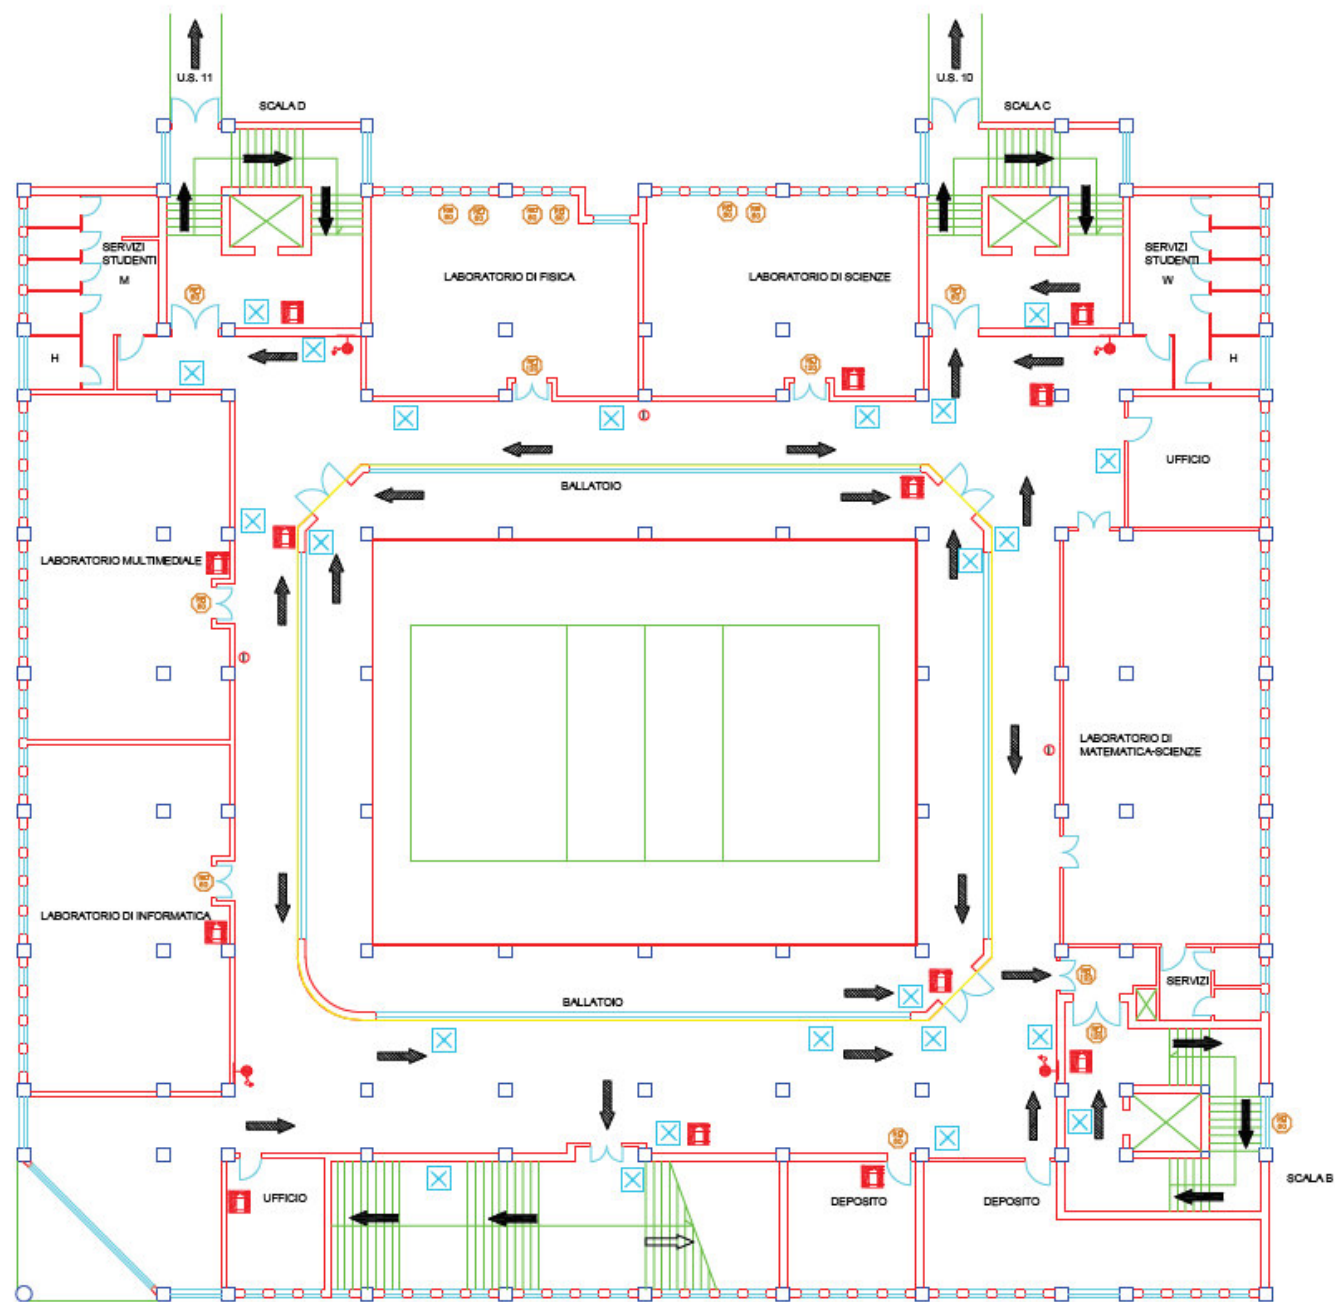 U.S. 11
U.S. 10
SCALA D
SCALA C
SERVIZI
STUDENTI
M
LABORATORIO DI FISICA
LABORATORIO DI SCIENZE
SERVIZI
STUDENTI
W
H
H
UFFICIO
BALLATOIO
LABORATORIO MULTIMEDIALE
LABORATORIO DI
MATEMATICA-SCIENZE
LABORATORIO DI INFORMATICA
SERVIZI
BALLATOIO
SCALA B
UFFICIO
DEPOSITO
DEPOSITO